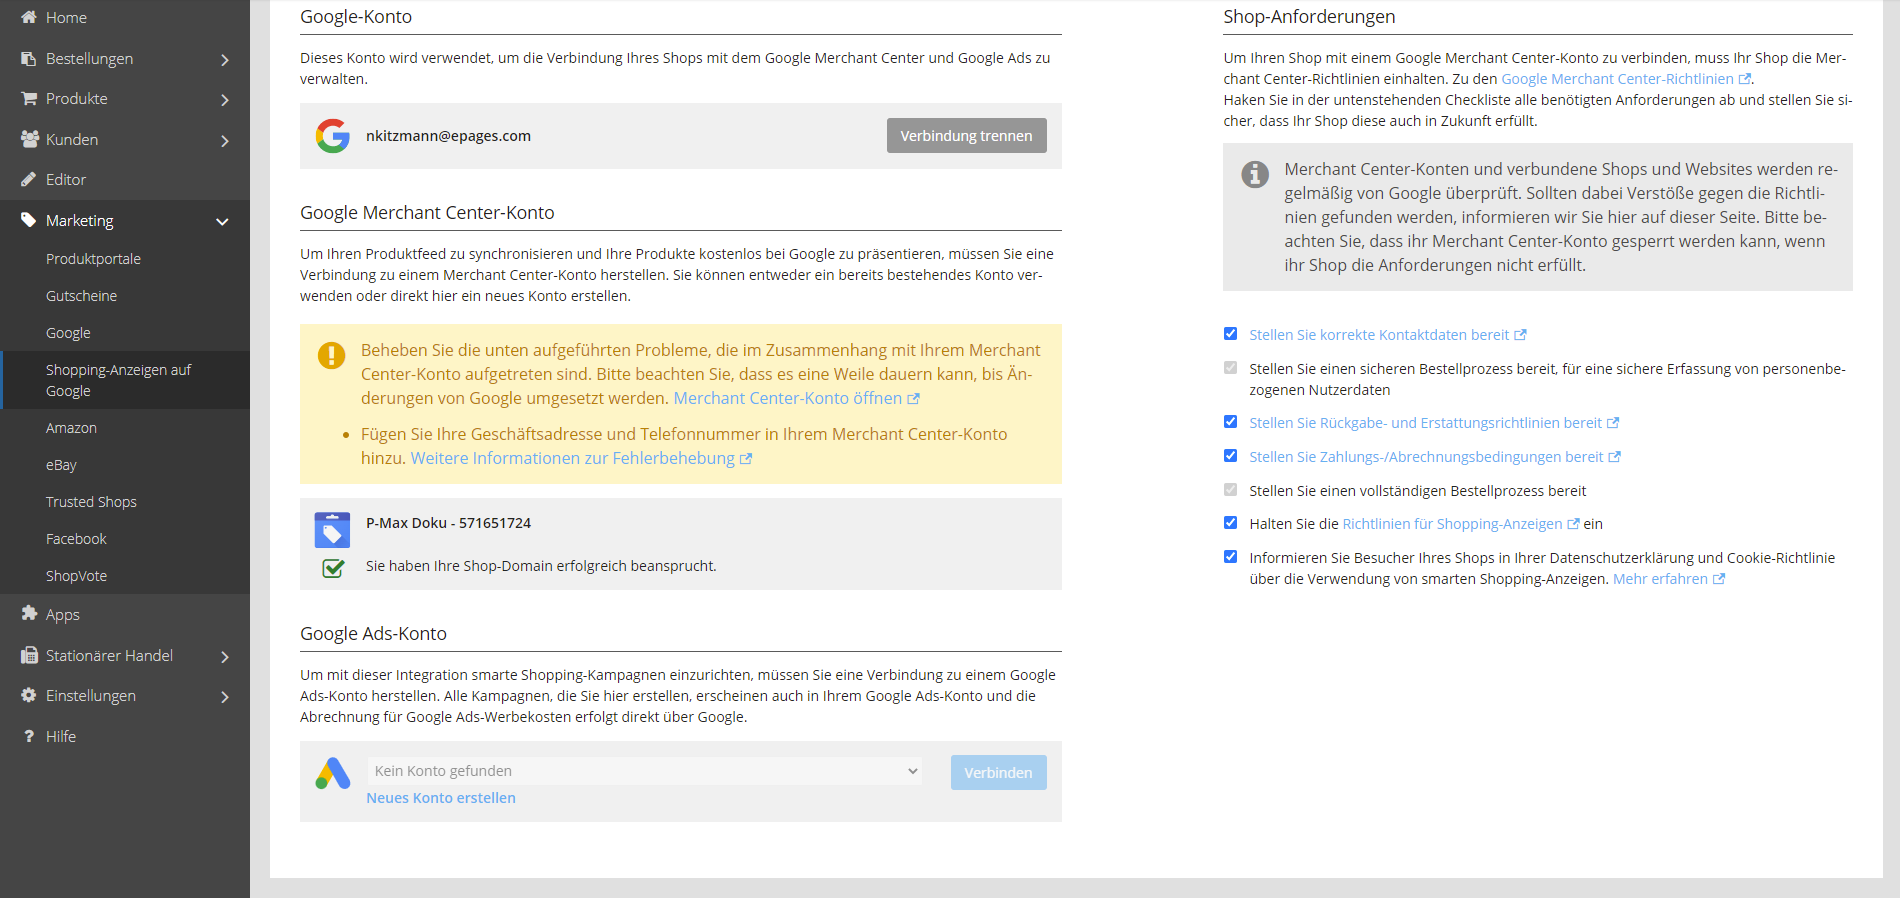 Home
Bestellungen
Produkte
Kunden
Editor
Marketing
Produktportale
Gutscheine
Google
Shopping-Anzeigen auf
Google
Amazon
eBay
Trusted Shops
Facebook
ShopVote
Apps
Stationärer Handel
Einstellungen
Hilfe
Google-Konto
Dieses Konto wird verwendet, um die Verbindung Ihres Shops mit dem Google Merchant Center und Google Ads zu
verwalten.
nkitzmann@epages.com
Verbindung trennen
Google Merchant Center-Konto
Um Ihren Produktfeed zu synchronisieren und Ihre Produkte kostenlos bei Google zu präsentieren, müssen Sie eine
Verbindung zu einem Merchant Center-Konto herstellen. Sie können entweder ein bereits bestehendes Konto ver-
wenden oder direkt hier ein neues Konto erstellen.
Beheben Sie die unten aufgeführten Probleme, die im Zusammenhang mit Ihrem Merchant
Center-Konto aufgetreten sind. Bitte beachten Sie, dass es eine Weile dauern kann, bis Än-
derungen von Google umgesetzt werden. Merchant Center-Konto öffnen
• Fügen Sie Ihre Geschäftsadresse und Telefonnummer in Ihrem Merchant Center-Konto
hinzu. Weitere Informationen zur Fehlerbehebung
P-Max Doku - 571651724
Sie haben Ihre Shop-Domain erfolgreich beansprucht.
Google Ads-Konto
Um mit dieser Integration smarte Shopping-Kampagnen einzurichten, müssen Sie eine Verbindung zu einem Google
Ads-Konto herstellen. Alle Kampagnen, die Sie hier erstellen, erscheinen auch in Ihrem Google Ads-Konto und die
Abrechnung für Google Ads-Werbekosten erfolgt direkt über Google.
Kein Konto gefunden
Verbinden
Neues Konto erstellen
Shop-Anforderungen
Um Ihren Shop mit einem Google Merchant Center-Konto zu verbinden, muss Ihr Shop die Mer-
chant Center-Richtlinien einhalten. Zu den Google Merchant Center-Richtlinien.
Haken Sie in der untenstehenden Checkliste alle benötigten Anforderungen ab und stellen Sie si-
cher, dass Ihr Shop diese auch in Zukunft erfüllt.
Merchant Center-Konten und verbundene Shops und Websites werden re-
gelmäßig von Google überprüft. Sollten dabei Verstöße gegen die Richtli-
nien gefunden werden, informieren wir Sie hier auf dieser Seite. Bitte be-
achten Sie, dass ihr Merchant Center-Konto gesperrt werden kann, wenn
ihr Shop die Anforderungen nicht erfüllt.
Stellen Sie korrekte Kontaktdaten bereit
Stellen Sie einen sicheren Bestellprozess bereit, für eine sichere Erfassung von personenbe-
zogenen Nutzerdaten
Stellen Sie Rückgabe- und Erstattungsrichtlinien bereit
Stellen Sie Zahlungs-/Abrechnungsbedingungen bereit
Stellen Sie einen vollständigen Bestellprozess bereit
Halten Sie die Richtlinien für Shopping-Anzeigen ein
Informieren Sie Besucher Ihres Shops in Ihrer Datenschutzerklärung und Cookie-Richtlinie
über die Verwendung von smarten Shopping-Anzeigen. Mehr erfahren